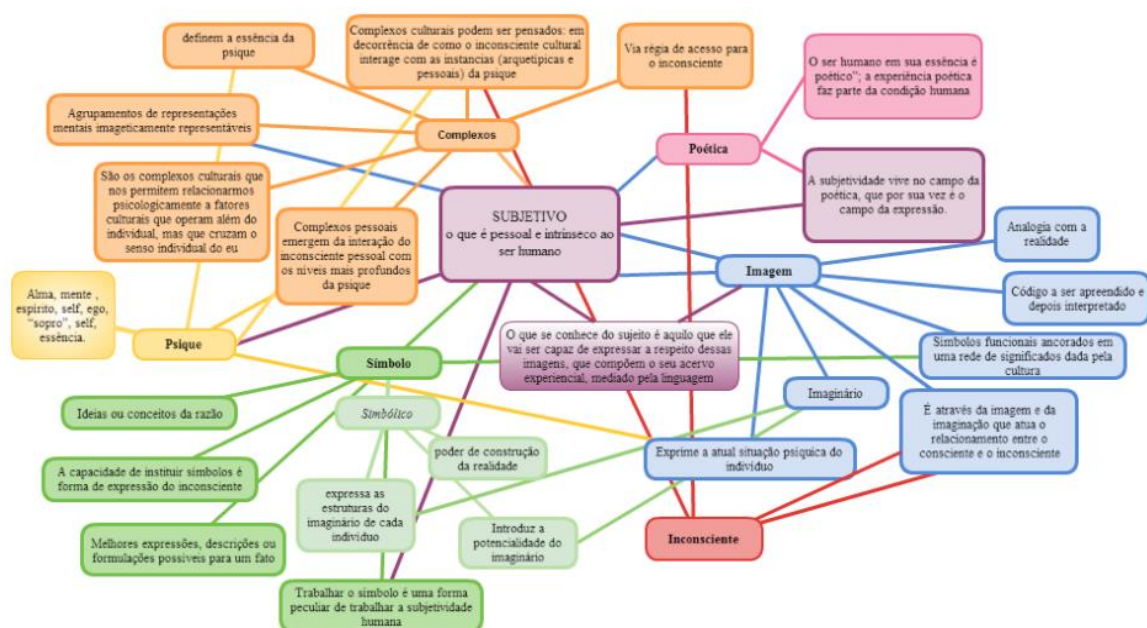 definem a essência da
psique
Complexos culturais podem ser pensados: em
decorrência de como o inconsciente cultural
interage com as instancias (arquetípicas e
pessoais) da psique
Via régia de acesso para
o inconsciente
O ser humano em sua essência é
poético”; a experiência poética
faz parte da condição humana
Agrupamentos de representações
mentais imageticamente representáveis
Complexos
Poética
São os complexos culturais que
nos permitem relacionarmos
psicologicamente a fatores
culturais que operam além do
individual, mas que cruzam o
senso individual do eu
Complexos pessoais
emergem da interação do
inconsciente pessoal com
os níveis mais profundos
da psique
SUBJETIVO
o que é pessoal e intrínseco ao
ser humano
A subjetividade vive no campo da
poética, que por sua vez é o
campo da expressão.
Analogia com a
realidade
Imagem
Código a ser apreendido e
depois interpretado
Alma, mente ,
espirito, self, ego,
“sopro”, self,
essência.
Psique
Símbolo
O que se conhece do sujeito é aquilo que ele
vai ser capaz de expressar a respeito dessas
imagens, que compõem o seu acervo
experiencial, mediado pela linguagem
Símbolos funcionais ancorados em
uma rede de significados dada pela
cultura
Imaginário
Ideias ou conceitos da razão
Simbólico
É através da imagem e da
imaginação que atua o
relacionamento entre o
consciente e o inconsciente
poder de construção
da realidade
Exprime a atual situação psíquica do
indivíduo
A capacidade de instituir símbolos é
forma de expressão do inconsciente
expressa as
estruturas do
imaginário de cada
indivíduo
Introduz a
potencialidade do
imaginário
Inconsciente
Melhores expressões, descrições ou
formulações possíveis para um fato
Trabalhar o símbolo é uma forma
peculiar de trabalhar a subjetividade
humana